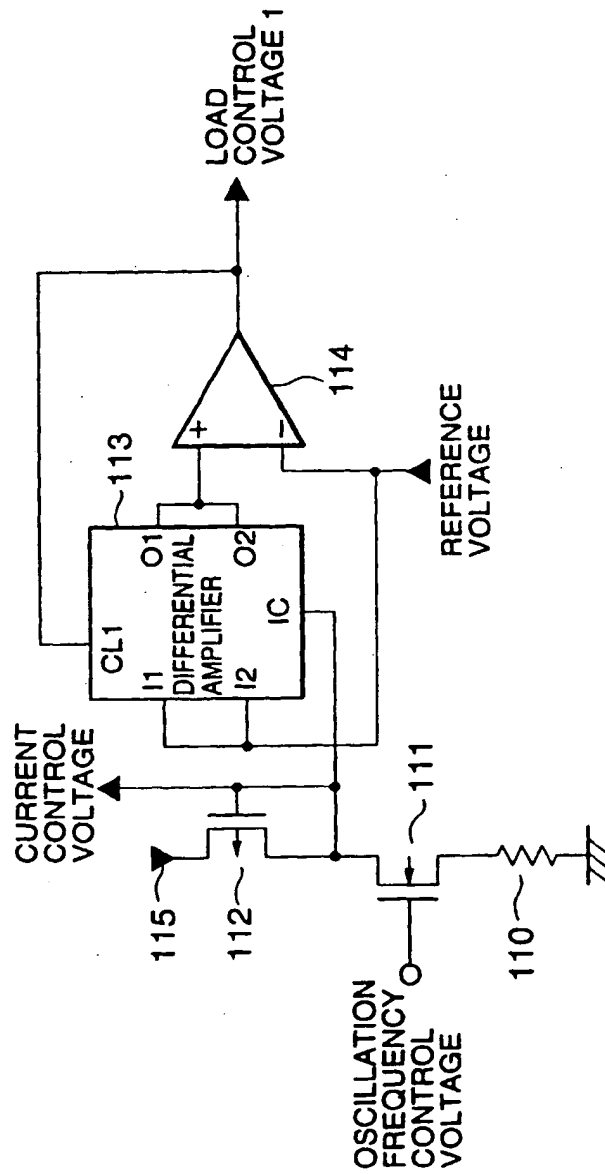 CURRENT
CONTROL
VOLTAGE
115
112
CL1
113
I1
O1
DIFFERENTIAL
AMPLIFIER
I2
O2
IC
+
-
114
LOAD
CONTROL
VOLTAGE 1
REFERENCE
VOLTAGE
OSCILLATION
FREQUENCY
CONTROL
VOLTAGE
111
110